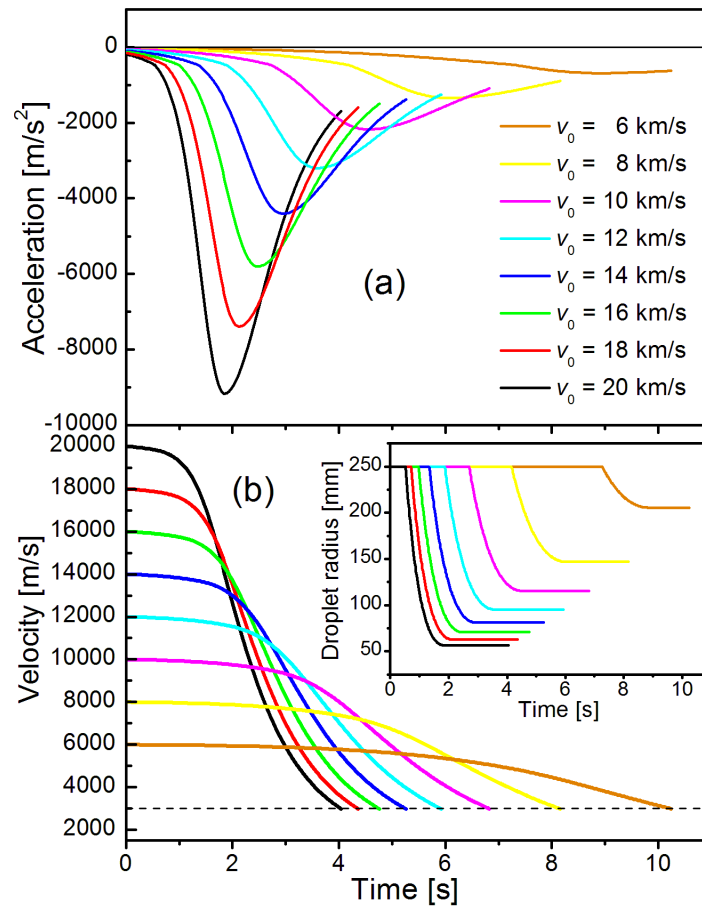 0
-2000
-4000
-6000
-8000
-10000
Acceleration [m/s²]
v₀ = 6 km/s
v₀ = 8 km/s
v₀ = 10 km/s
v₀ = 12 km/s
v₀ = 14 km/s
v₀ = 16 km/s
v₀ = 18 km/s
v₀ = 20 km/s
(a)
20000
18000
16000
14000
12000
10000
8000
6000
4000
2000
Velocity [m/s]
(b)
250
200
150
100
50
Droplet radius [mm]
0 2 4 6 8 10
Time [s]
0 2 4 6 8 10
Time [s]